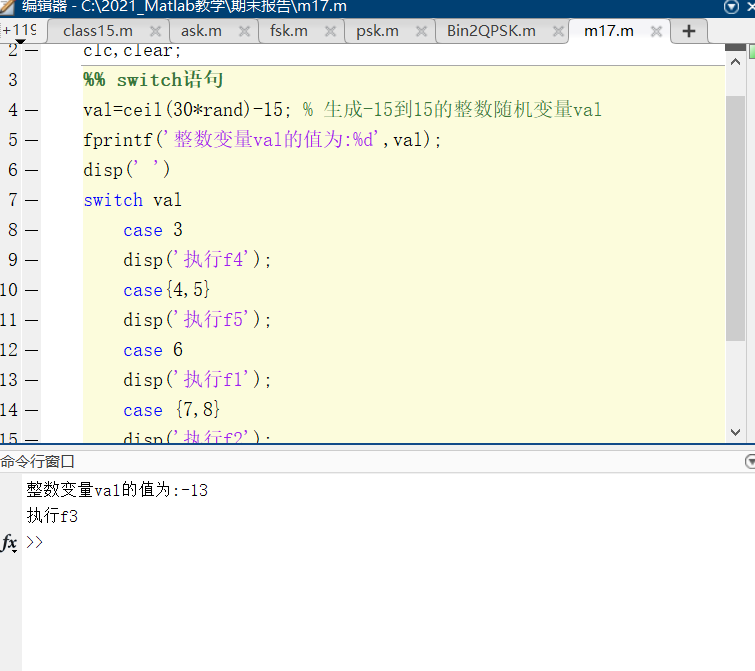 编辑器 - C:\2021_Matlab教学\期末报告\m17.m
+119 class15.m ask.m fsk.m psk.m Bin2QPSK.m m17.m
2 clc,clear;
3 %% switch语句
4 val=ceil(30*rand)-15; % 生成-15到15的整数随机变量val
5 fprintf('整数变量val的值为:%d',val);
6 disp(' ')
7 switch val
8 case 3
9 disp('执行f4');
10 case{4,5}
11 disp('执行f5');
12 case 6
13 disp('执行f1');
14 case {7,8}
15 disp('执行f2');
命令行窗口
整数变量val的值为:-13
执行f3
fx >>